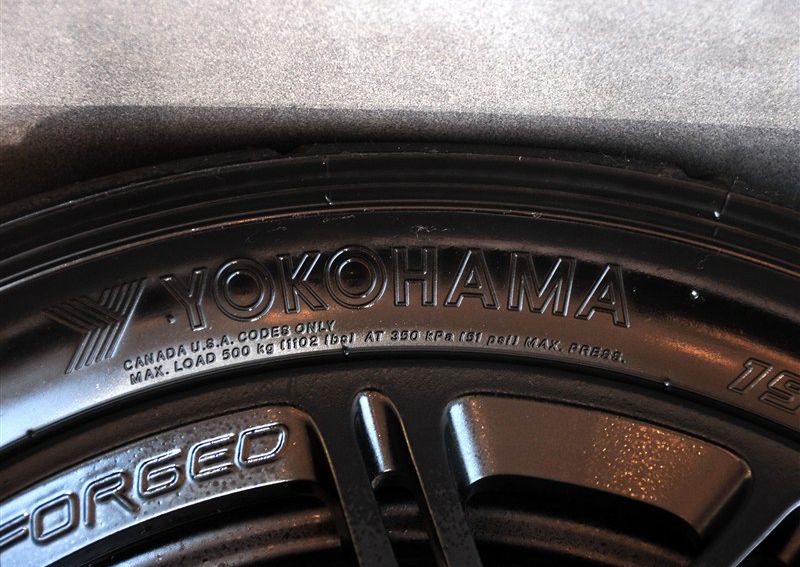 YOKOHAMA
CANADA U.S.A. CODES ONLY
MAX. LOAD 500 kg (1102 lbs) AT 350 kPa (51 psi) MAX. PRESS.
FORGED